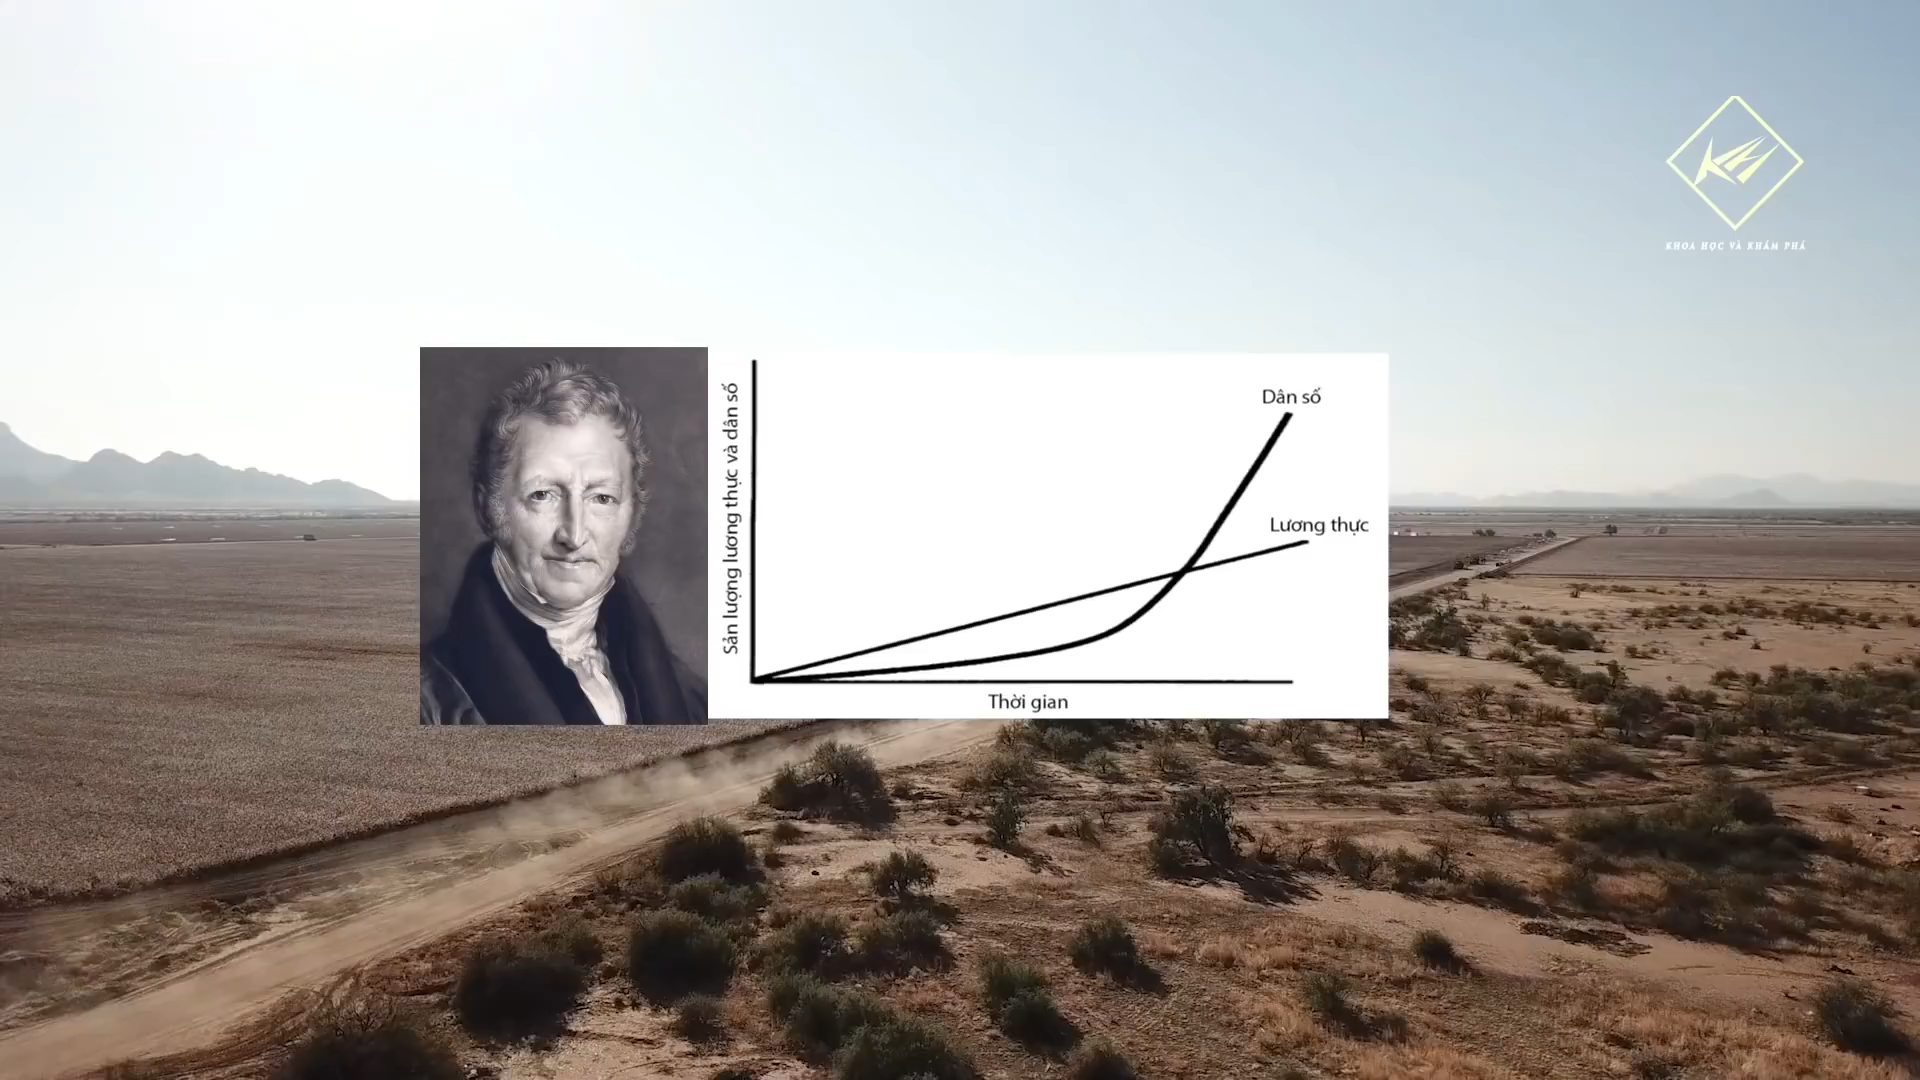 KHOA HỌC VÀ KHÁM PHÁ
Sản lượng lương thực và dân số
Dân số
Lương thực
Thời gian